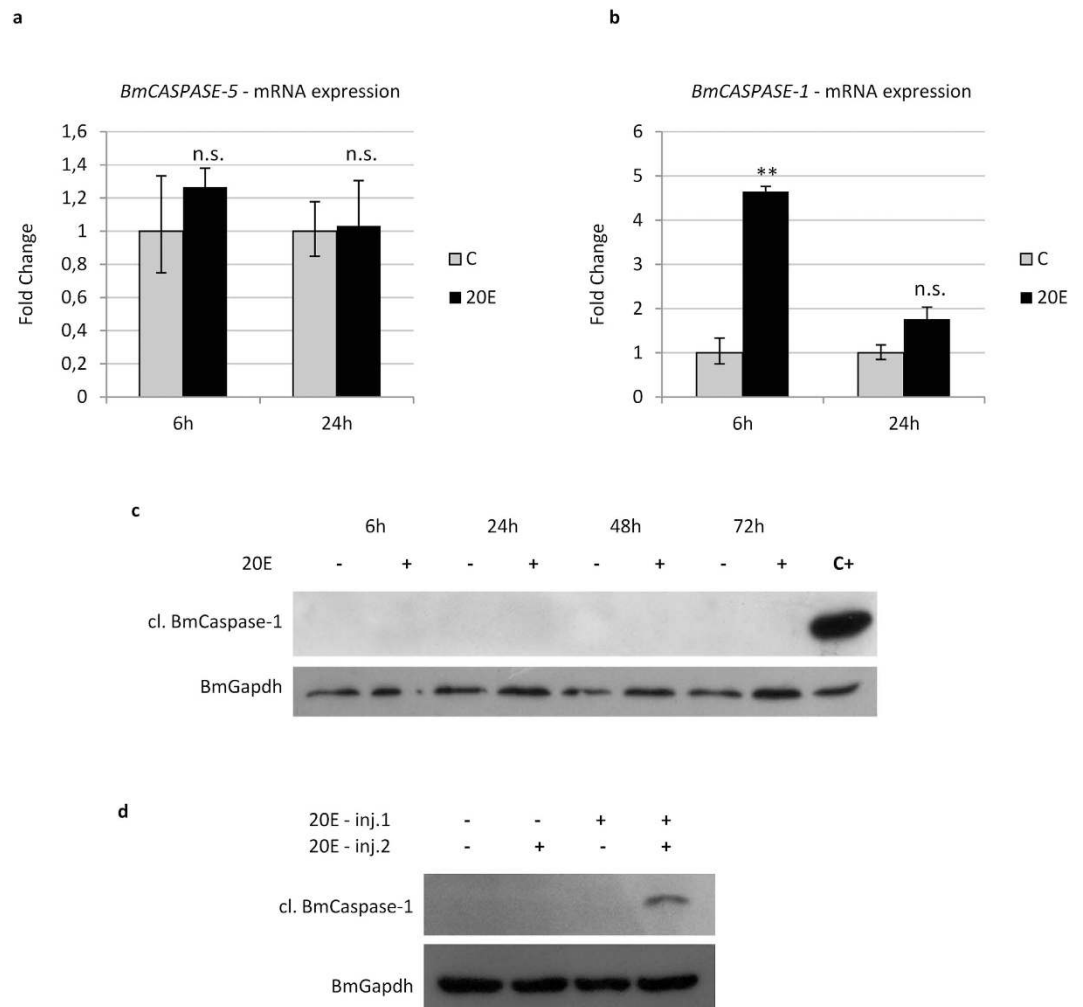 a
BmCASPASE-5 - mRNA expression
Fold Change
1,6
1,4
1,2
1
0,8
0,6
0,4
0,2
0
n.s.
n.s.
6h
24h
C
20E
b
BmCASPASE-1 - mRNA expression
Fold Change
6
5
4
3
2
1
0
**
n.s.
6h
24h
C
20E
c
6h 24h 48h 72h
20E - + - + - + - + C+
cl. BmCaspase-1
BmGapdh
d
20E - inj.1 - - + +
20E - inj.2 - + - +
cl. BmCaspase-1
BmGapdh